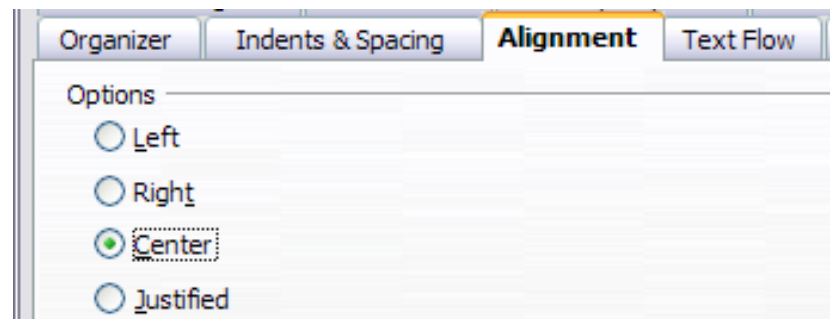 Organizer Indents & Spacing Alignment Text Flow
Options
Left
Right
Center
Justified